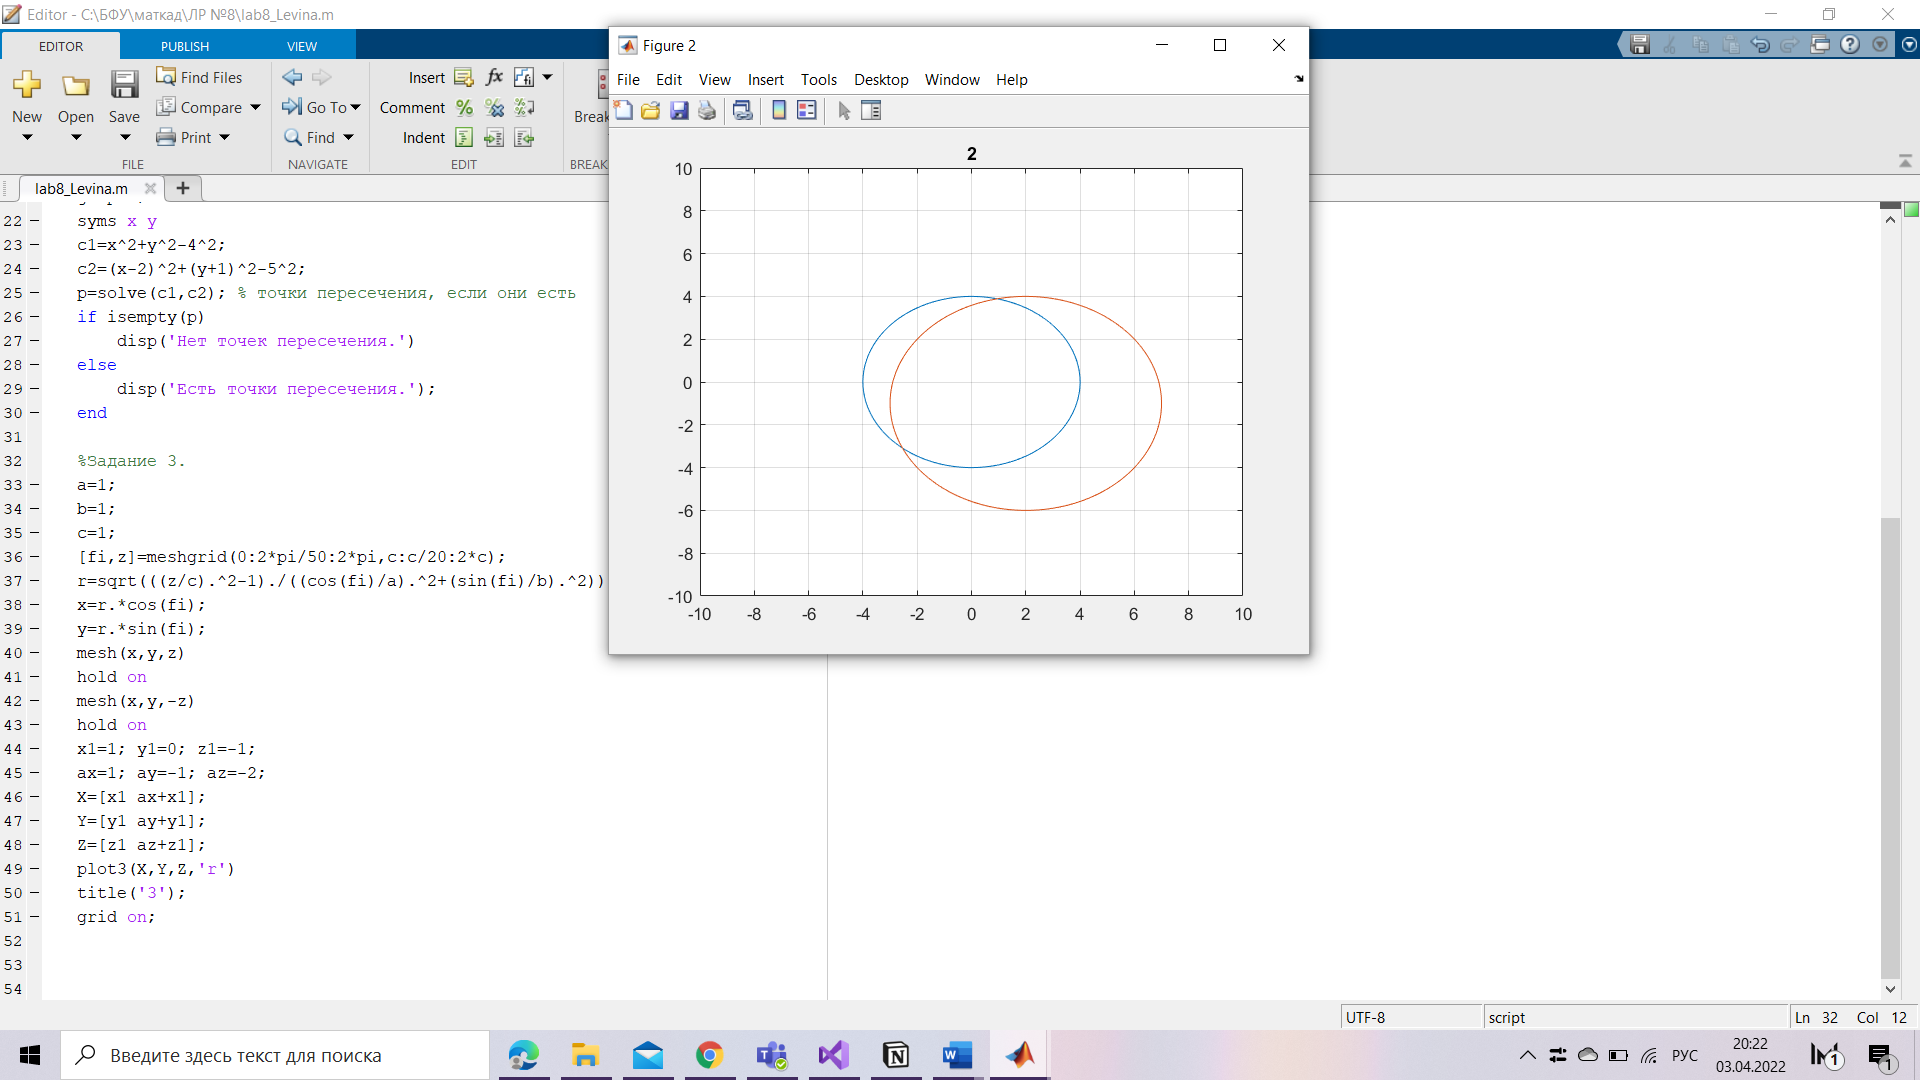 Editor - C:\БФУ\маткад\ЛР №8\lab8_Levina.m
EDITOR
PUBLISH
VIEW
New
Open
Save
Find Files
Compare
Print
FILE
Go To
Find
NAVIGATE
Insert
fx
fi
Comment
Indent
EDIT
Break
BREAK
lab8_Levina.m
22 syms x y
23 c1=x^2+y^2-4^2;
24 c2=(x-2)^2+(y+1)^2-5^2;
25 p=solve(c1,c2); % точки пересечения, если они есть
26 if isempty(p)
27 disp('Нет точек пересечения.')
28 else
29 disp('Есть точки пересечения.');
30 end
31
32 %Задание 3.
33 a=1;
34 b=1;
35 c=1;
36 [fi,z]=meshgrid(0:2*pi/50:2*pi,c:c/20:2*c);
37 r=sqrt(((z/c).^2-1)./((cos(fi)/a).^2+(sin(fi)/b).^2))
38 x=r.*cos(fi);
39 y=r.*sin(fi);
40 mesh(x,y,z)
41 hold on
42 mesh(x,y,-z)
43 hold on
44 x1=1; y1=0; z1=-1;
45 ax=1; ay=-1; az=-2;
46 X=[x1 ax+x1];
47 Y=[y1 ay+y1];
48 Z=[z1 az+z1];
49 plot3(X,Y,Z,'r')
50 title('3');
51 grid on;
52
53
54
Figure 2
File Edit View Insert Tools Desktop Window Help
2
10
8
6
4
2
0
-2
-4
-6
-8
-10
-10 -8 -6 -4 -2 0 2 4 6 8 10
UTF-8
script
Ln 32 Col 12
Введите здесь текст для поиска
РУС
20:22
03.04.2022
1
1